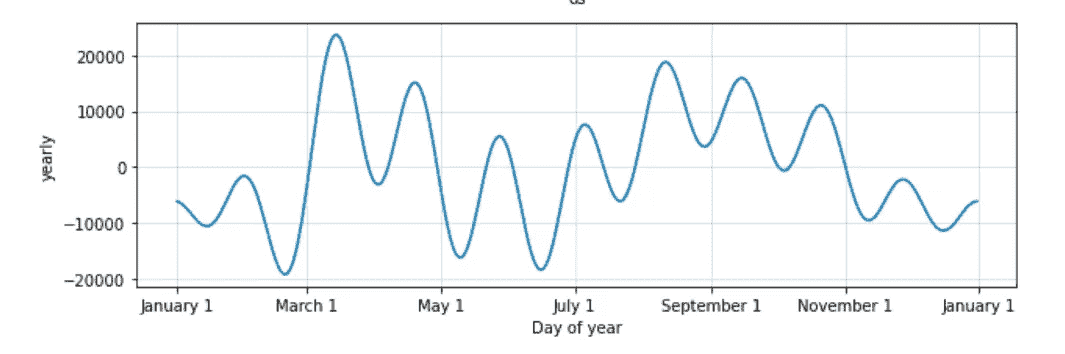 ds
20000
10000
0
−10000
−20000
yearly
January 1 March 1 May 1 July 1 September 1 November 1 January 1
Day of year